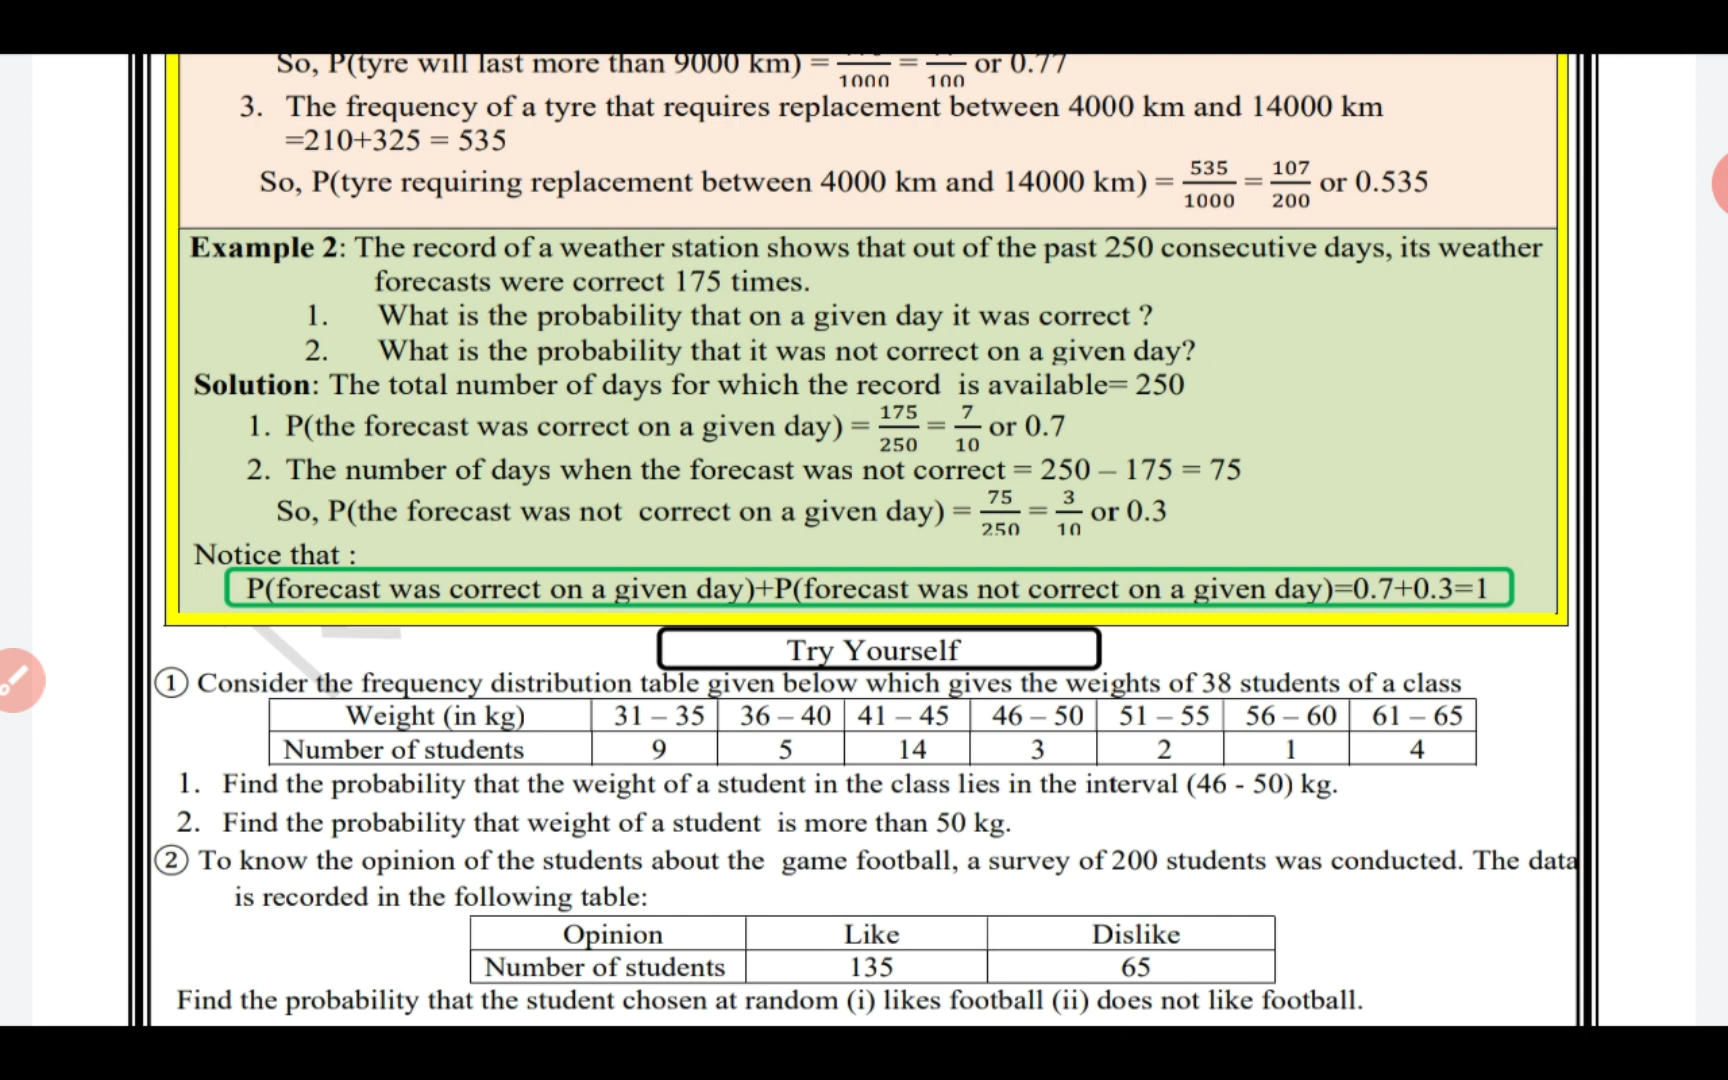 So, P(tyre will last more than 9000 km) = /1000 = /100 or 0.77
3. The frequency of a tyre that requires replacement between 4000 km and 14000 km
=210+325 = 535
So, P(tyre requiring replacement between 4000 km and 14000 km) = 535/1000 = 107/200 or 0.535
Example 2: The record of a weather station shows that out of the past 250 consecutive days, its weather
forecasts were correct 175 times.
1. What is the probability that on a given day it was correct ?
2. What is the probability that it was not correct on a given day?
Solution: The total number of days for which the record is available= 250
1. P(the forecast was correct on a given day) = 175/250 = 7/10 or 0.7
2. The number of days when the forecast was not correct = 250 – 175 = 75
So, P(the forecast was not correct on a given day) = 75/250 = 3/10 or 0.3
Notice that :
P(forecast was correct on a given day)+P(forecast was not correct on a given day)=0.7+0.3=1
Try Yourself
① Consider the frequency distribution table given below which gives the weights of 38 students of a class
Weight (in kg) 31 – 35 36 – 40 41 – 45 46 – 50 51 – 55 56 – 60 61 – 65
Number of students 9 5 14 3 2 1 4
1. Find the probability that the weight of a student in the class lies in the interval (46 - 50) kg.
2. Find the probability that weight of a student is more than 50 kg.
② To know the opinion of the students about the game football, a survey of 200 students was conducted. The data
is recorded in the following table:
Opinion Like Dislike
Number of students 135 65
Find the probability that the student chosen at random (i) likes football (ii) does not like football.